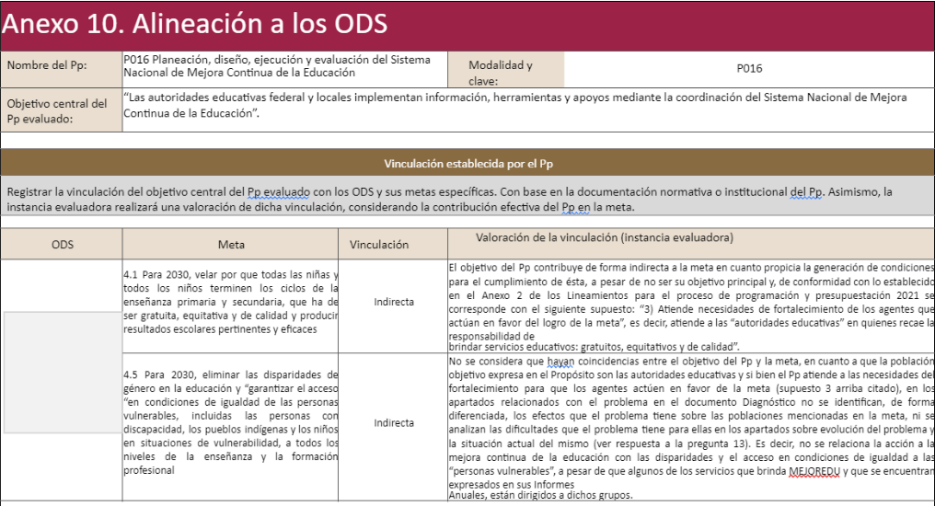 Anexo 10. Alineación a los ODS
Nombre del Pp:
P016 Planeación, diseño, ejecución y evaluación del Sistema
Nacional de Mejora Continua de la Educación
Modalidad y
clave:
P016
Objetivo central del
Pp evaluado:
“Las autoridades educativas federal y locales implementan información, herramientas y apoyos mediante la coordinación del Sistema Nacional de Mejora
Continua de la Educación”.
Vinculación establecida por el Pp
Registrar la vinculación del objetivo central del Pp evaluado con los ODS y sus metas específicas. Con base en la documentación normativa o institucional del Pp. Asimismo, la
instancia evaluadora realizará una valoración de dicha vinculación, considerando la contribución efectiva del Pp en la meta.
ODS
Meta
Vinculación
Valoración de la vinculación (instancia evaluadora)
4.1 Para 2030, velar por que todas las niñas y
todos los niños terminen los ciclos de la
enseñanza primaria y secundaria, que ha de
ser gratuita, equitativa y de calidad y producir
resultados escolares pertinentes y eficaces
Indirecta
El objetivo del Pp contribuye de forma indirecta a la meta en cuanto propicia la generación de condiciones
para el cumplimiento de ésta, a pesar de no ser su objetivo principal y, de conformidad con lo establecido
en el Anexo 2 de los Lineamientos para el proceso de programación y presupuestación 2021 se
corresponde con el siguiente supuesto: “3) Atiende necesidades de fortalecimiento de los agentes que
actúan en favor del logro de la meta”, es decir, atiende a las “autoridades educativas” en quienes recae la
responsabilidad de
brindar servicios educativos: gratuitos, equitativos y de calidad”.
4.5 Para 2030, eliminar las disparidades de
género en la educación y “garantizar el acceso
“en condiciones de igualdad de las personas
vulnerables, incluidas las personas con
discapacidad, los pueblos indígenas y los niños
en situaciones de vulnerabilidad, a todos los
niveles de la enseñanza y la formación
profesional
Indirecta
No se considera que hayan coincidencias entre el objetivo del Pp y la meta, en cuanto a que la población
objetivo expresa en el Propósito son las autoridades educativas y si bien el Pp atiende a las necesidades del
fortalecimiento para que los agentes actúen en favor de la meta (supuesto 3 arriba citado), en los
apartados relacionados con el problema en el documento Diagnóstico no se identifican, de forma
diferenciada, los efectos que el problema tiene sobre las poblaciones mencionadas en la meta, ni se
analizan las dificultades que el problema tiene para ellas en los apartados sobre evolución del problema y
la situación actual del mismo (ver respuesta a la pregunta 13). Es decir, no se relaciona la acción a la
mejora continua de la educación con las disparidades y el acceso en condiciones de igualdad a las
“personas vulnerables”, a pesar de que algunos de los servicios que brinda MEJOREDU y que se encuentran
expresados en sus Informes
Anuales, están dirigidos a dichos grupos.